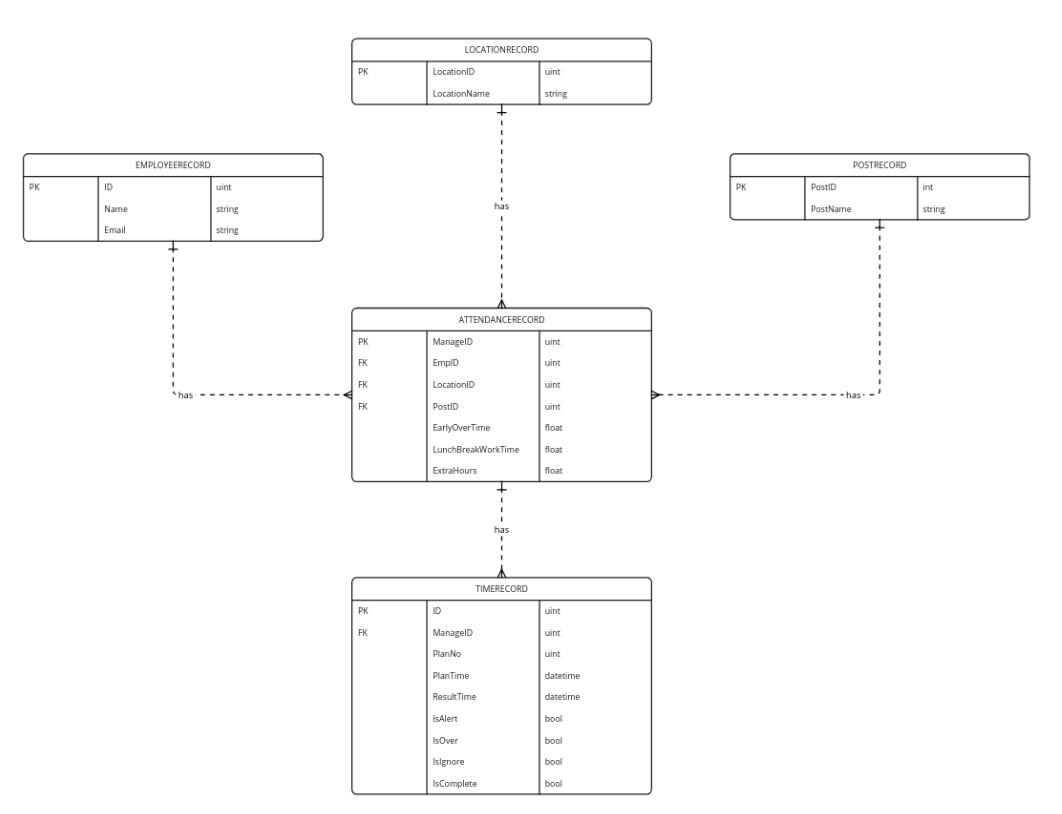 LOCATIONRECORD
PK LocationID uint
LocationName string
EMPLOYEERECORD
PK ID uint
Name string
Email string
POSTRECORD
PK PostID int
PostName string
has
ATTENDANCERECORD
PK ManageID uint
FK EmpID uint
FK LocationID uint
FK PostID uint
EarlyOverTime float
LunchBreakWorkTime float
ExtraHours float
has
has
has
TIMERECORD
PK ID uint
FK ManageID uint
PlanNo uint
PlanTime datetime
ResultTime datetime
IsAlert bool
IsOver bool
IsIgnore bool
IsComplete bool